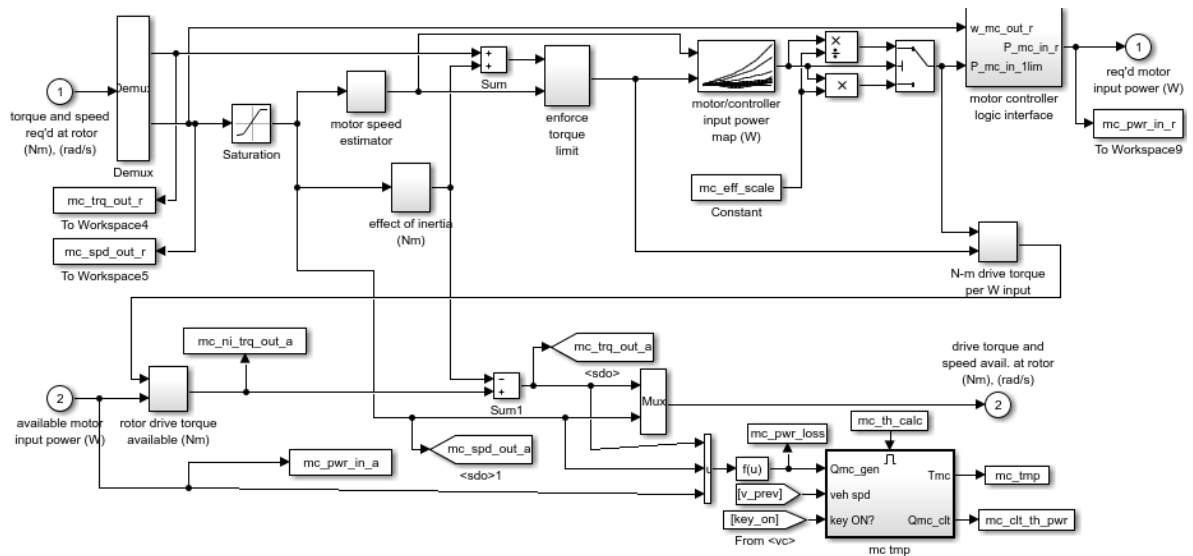 1
torque and speed
req'd at rotor
(Nm), (rad/s)
Demux
Demux
mc_trq_out_r
To Workspace4
mc_spd_out_r
To Workspace5
Saturation
motor speed
estimator
effect of inertia
(Nm)
+
+
Sum
enforce
torque
limit
motor/controller
input power
map (W)
×
÷
×
mc_eff_scale
Constant
w_mc_out_r
P_mc_in_r
P_mc_in_1lim
motor controller
logic interface
1
req'd motor
input power (W)
mc_pwr_in_r
To Workspace9
N-m drive torque
per W input
mc_ni_trq_out_a
2
available motor
input power (W)
rotor drive torque
available (Nm)
mc_pwr_in_a
−
+
Sum1
mc_trq_out_a
<sdo>
Mux
mc_spd_out_a
<sdo>1
drive torque and
speed avail. at rotor
(Nm), (rad/s)
2
mc_pwr_loss
f(u)
[v_prev]
[key_on]
From <vc>
mc_th_calc
Qmc_gen
Tmc
veh spd
key ON?
Qmc_clt
mc tmp
mc_tmp
mc_clt_th_pwr